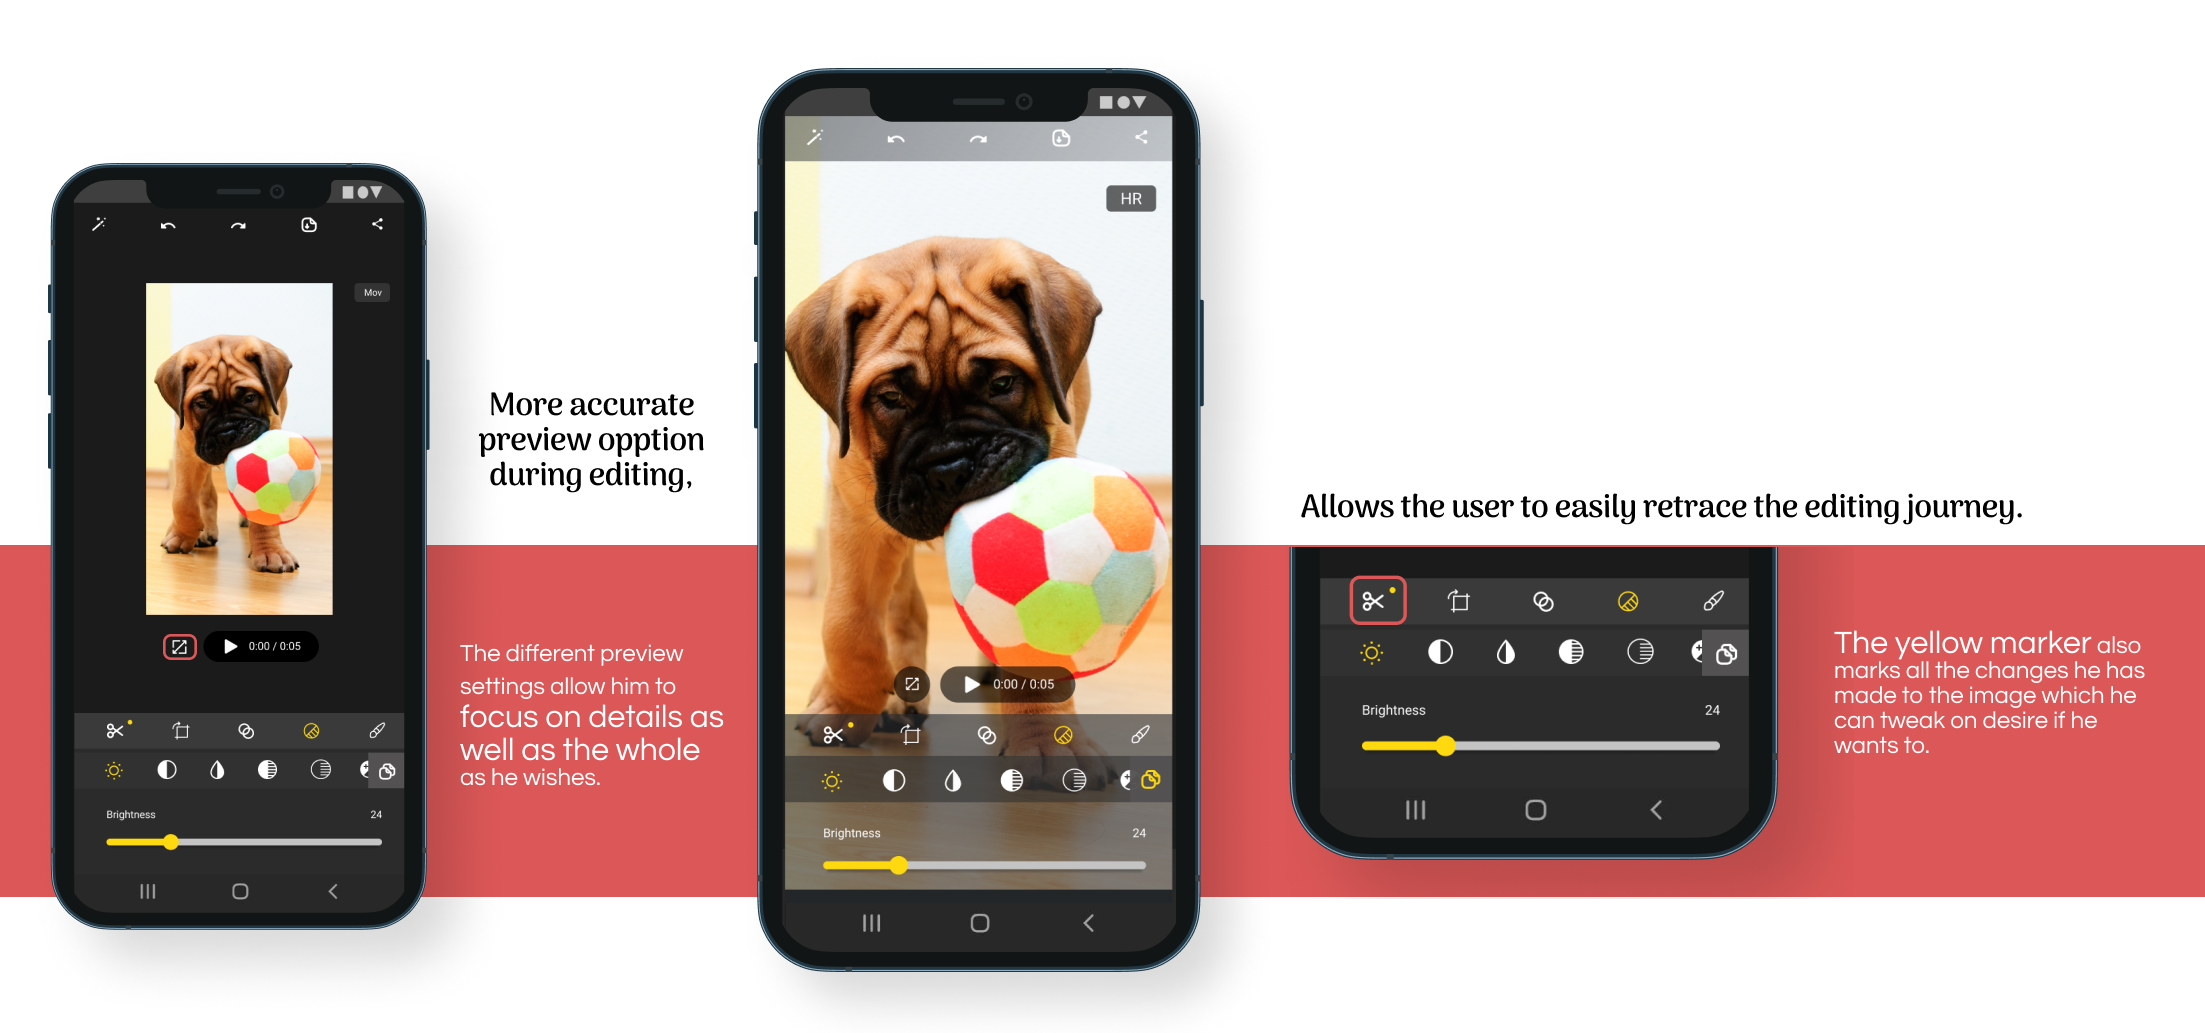 Mov
0:00 / 0:05
Brightness 24
More accurate
preview opption
during editing,
The different preview
settings allow him to
focus on details as
well as the whole
as he wishes.
HR
0:00 / 0:05
Brightness 24
Allows the user to easily retrace the editing journey.
Brightness 24
The yellow marker also
marks all the changes he has
made to the image which he
can tweak on desire if he
wants to.